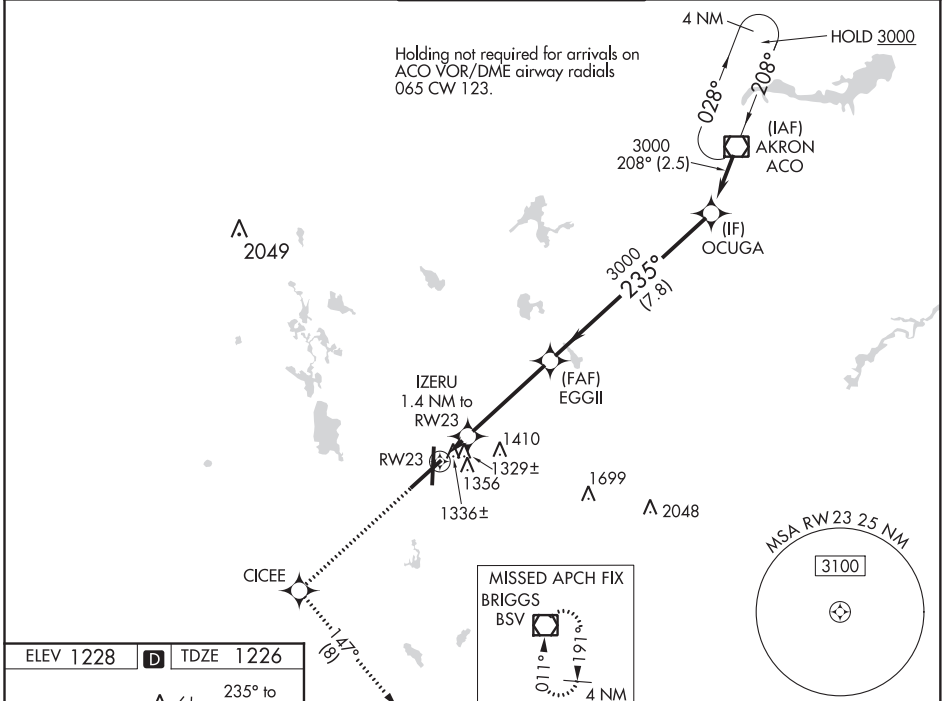 4 NM
HOLD 3000
Holding not required for arrivals on
ACO VOR/DME airway radials
065 CW 123.
028°
208°
(IAF)
AKRON
ACO
3000
208° (2.5)
(IF)
OCUGA
2049
3000
235°
(7.8)
(FAF)
EGGII
IZERU
1.4 NM to
RW23
RW23
1410
1329±
1356
1336±
1699
2048
MSA RW 23 25 NM
3100
CICEE
147°
(8)
MISSED APCH FIX
BRIGGS
BSV
011°
191°
4 NM
ELEV 1228 D TDZE 1226
235° to